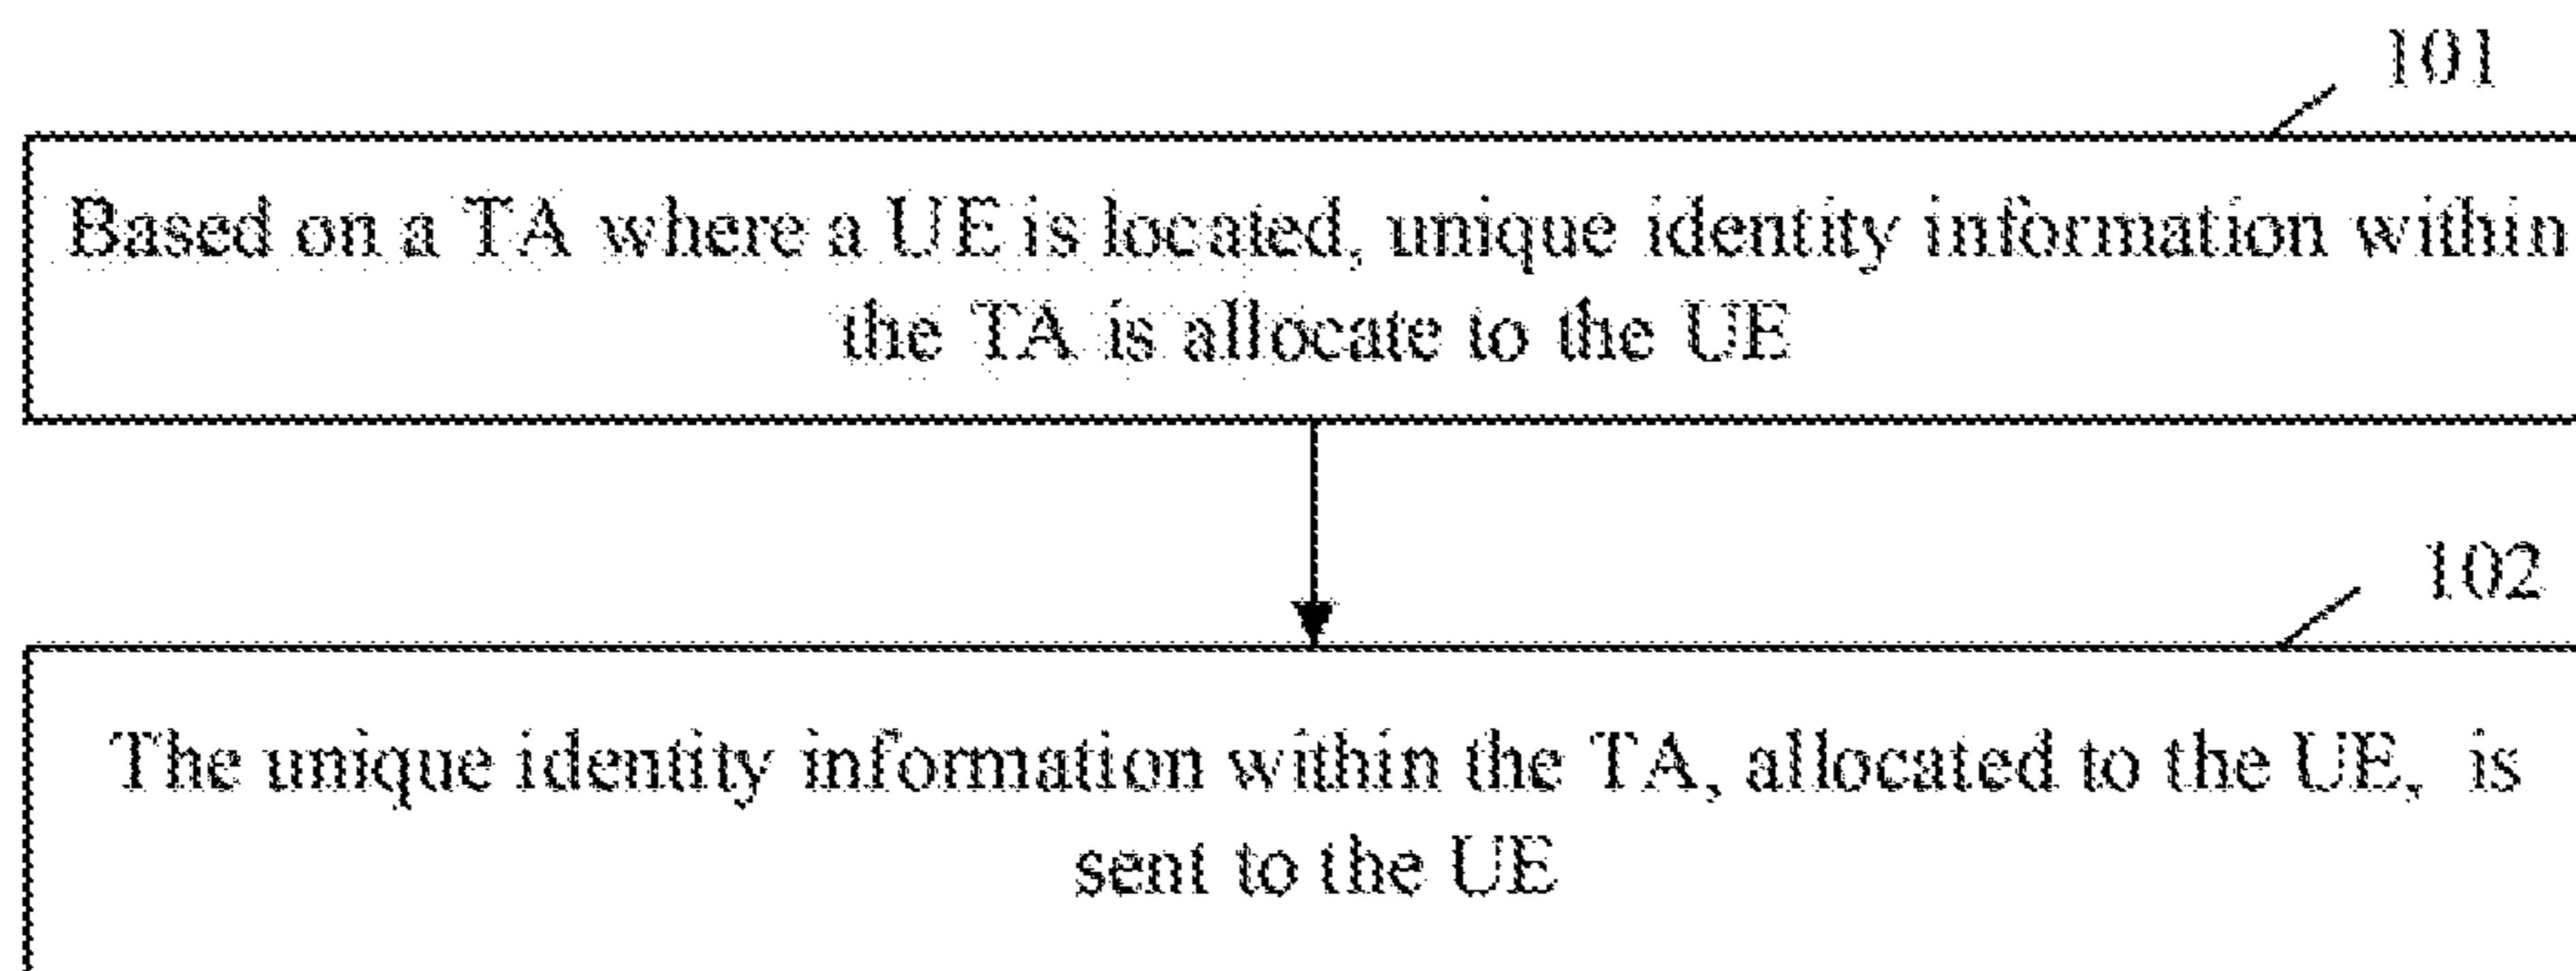 101
Based on a TA where a UE is located, unique identity information within
the TA is allocate to the UE
102
The unique identity information within the TA, allocated to the UE, is
sent to the UE